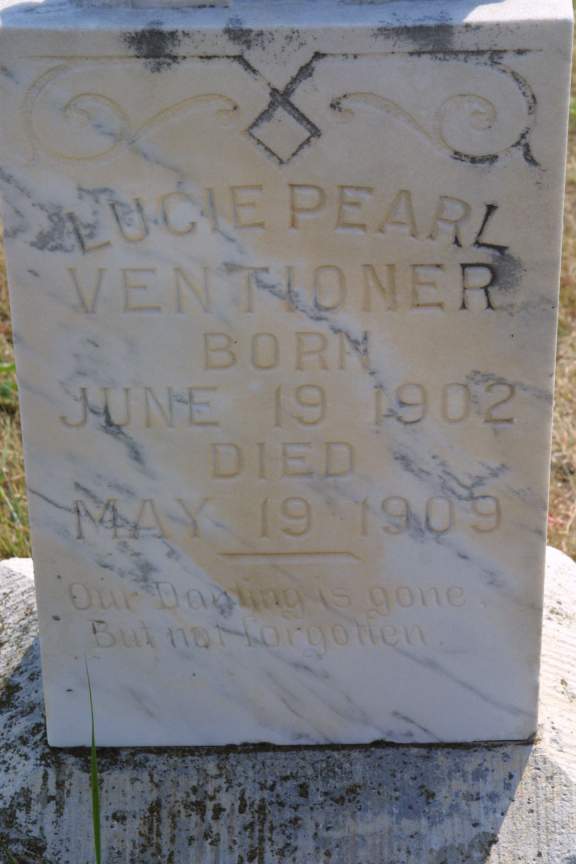 LUCIE PEARL
VENTIONER
BORN
JUNE 19 1902
DIED
MAY 19 1909
Our Darling is gone.
But not forgotten